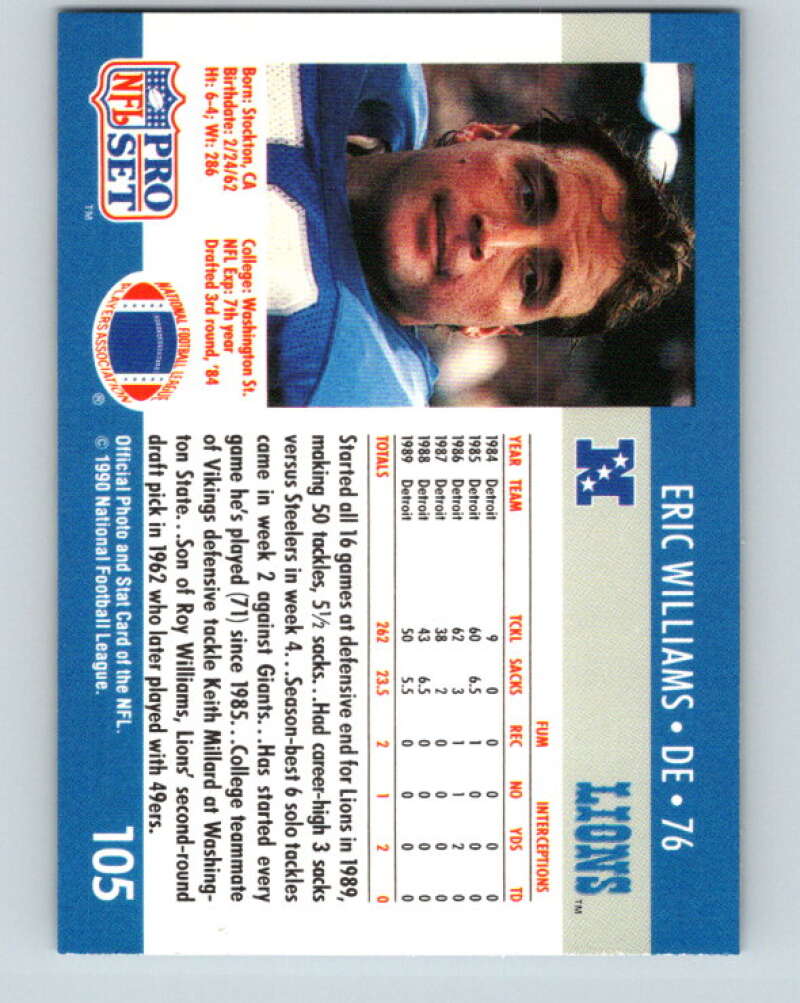 ERIC WILLIAMS • DE • 76
LIONS
TM
Born: Stockton, CA
Birthdate: 2/24/62
Ht: 6-4; Wt: 286
College: Washington St.
NFL Exp: 7th year
Drafted 3rd round, '84
FUM INTERCEPTIONS
YEAR TEAM TCKL SACKS REC NO YDS TD
1984 Detroit 9 0 0 0 0 0
1985 Detroit 60 6.5 1 0 0 0
1986 Detroit 62 3 1 1 2 0
1987 Detroit 38 2 0 0 0 0
1988 Detroit 43 6.5 0 0 0 0
1989 Detroit 50 5.5 0 0 0 0
TOTALS 262 23.5 2 1 2 0
Started all 16 games at defensive end for Lions in 1989,
making 50 tackles, 5½ sacks...Had career-high 3 sacks
versus Steelers in week 4...Season-best 6 solo tackles
came in week 2 against Giants...Has started every
game he's played (71) since 1985...College teammate
of Vikings defensive tackle Keith Millard at Washing-
ton State...Son of Roy Williams, Lions' second-round
draft pick in 1962 who later played with 49ers.
NFL
PRO
SET
TM
NATIONAL FOOTBALL LEAGUE
PLAYERS ASSOCIATION
®
Official Photo and Stat Card of the NFL.
© 1990 National Football League.
105